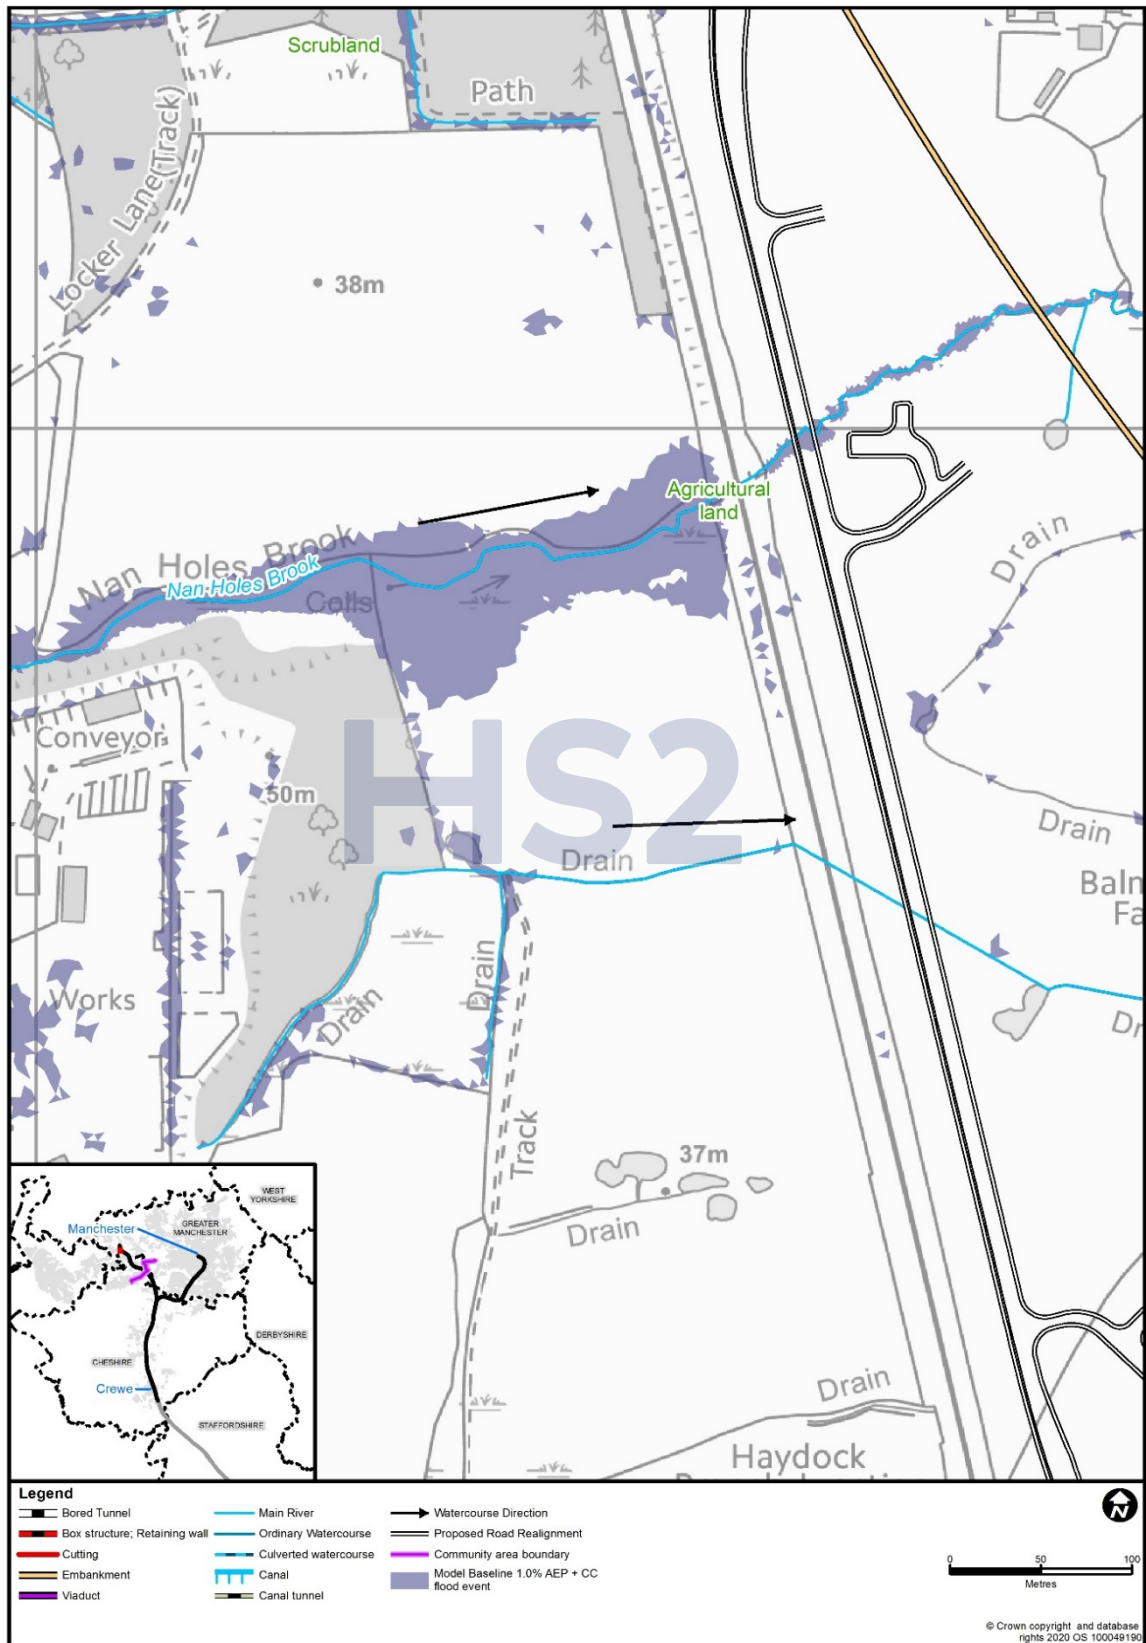 Scrubland
Path
Locker Lane(Track)
38m
Agricultural
land
Drain
Nan Holes Brook
Nan Holes Brook
Colls
Conveyor
HS2
50m
Drain
Drain
Balm
Fa
Works
Drain
Drain
Dr
Track
37m
Drain
Drain
Haydock
WEST
YORKSHIRE
Manchester
GREATER
MANCHESTER
DERBYSHIRE
CHESHIRE
Crewe
STAFFORDSHIRE
Legend
Bored Tunnel
Box structure; Retaining wall
Cutting
Embankment
Viaduct
Main River
Ordinary Watercourse
Culverted watercourse
Canal
Canal tunnel
Watercourse Direction
Proposed Road Realignment
Community area boundary
Model Baseline 1.0% AEP + CC
flood event
N
0 50 100
Metres
© Crown copyright and database
rights 2020 OS 100049190